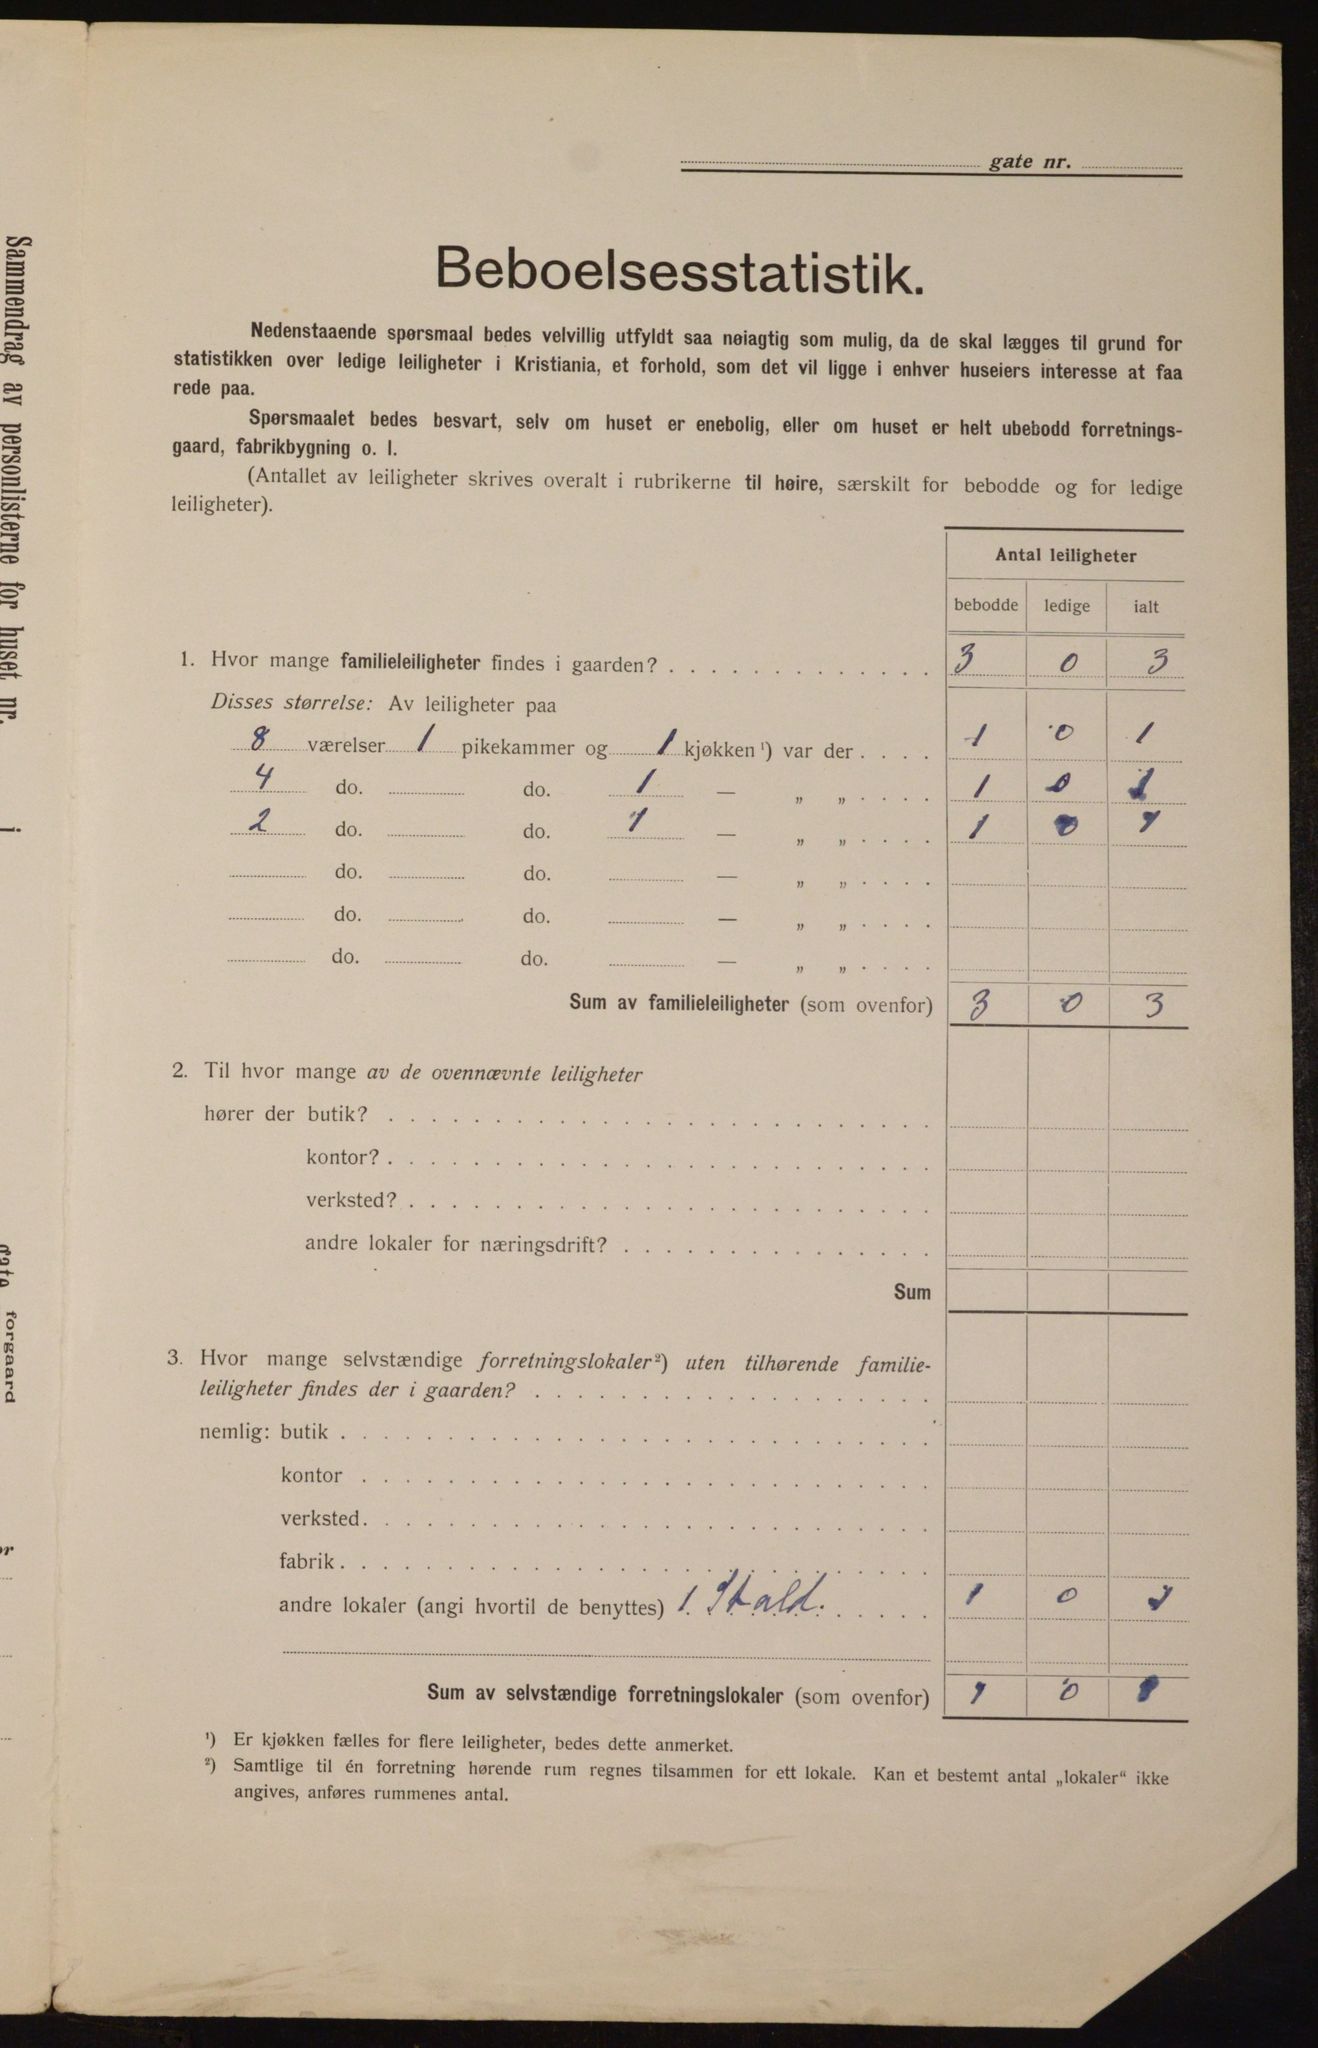 gate nr.
Beboelsesstatistik.
Nedenstaaende spørsmaal bedes velvillig utfyldt saa nøiagtig som mulig, da de skal lægges til grund for
statistikken over ledige leiligheter i Kristiania, et forhold, som det vil ligge i enhver huseiers interesse at faa
rede paa.
Spørsmaalet bedes besvart, selv om huset er enebolig, eller om huset er helt ubebodd forretnings-
gaard, fabrikbygning o. l.
(Antallet av leiligheter skrives overalt i rubrikerne til høire, særskilt for bebodde og for ledige
leiligheter).
Antal leiligheter
bebodde ledige ialt
1. Hvor mange familieleiligheter findes i gaarden? . . . . . . . . . . . . . 3 0 3
Disses størrelse: Av leiligheter paa
8 værelser 1 pikekammer og 1 kjøkken ¹) var der . . . . 1 0 1
4 do. do. 1 — „ „ . . . . 1 0 1
2 do. do. 1 — „ „ . . . . 1 0 1
do. do. — „ „ . . . .
do. do. — „ „ . . . .
do. do. — „ „ . . . .
Sum av familieleiligheter (som ovenfor) 3 0 3
2. Til hvor mange av de ovennævnte leiligheter
hører der butik? . . . . . . . . . . . . . . . . . . . . .
kontor? . . . . . . . . . . . . . . . . . . . . .
verksted? . . . . . . . . . . . . . . . . . . . .
andre lokaler for næringsdrift? . . . . . . . . . . . .
Sum
3. Hvor mange selvstændige forretningslokaler²) uten tilhørende familie-
leiligheter findes der i gaarden? . . . . . . . . . . . . . . .
nemlig: butik . . . . . . . . . . . . . . . . . . . . . .
kontor . . . . . . . . . . . . . . . . . . . . . .
verksted. . . . . . . . . . . . . . . . . . . . . .
fabrik. . . . . . . . . . . . . . . . . . . . . . .
andre lokaler (angi hvortil de benyttes) 1 Stald. . . . . . 1 0 1
Sum av selvstændige forretningslokaler (som ovenfor) 1 0 1
¹) Er kjøkken fælles for flere leiligheter, bedes dette anmerket.
²) Samtlige til én forretning hørende rum regnes tilsammen for ett lokale. Kan et bestemt antal „lokaler“ ikke
angives, anføres rummenes antal.
Sammendrag av personlisterne for huset nr. i
gate forgaard